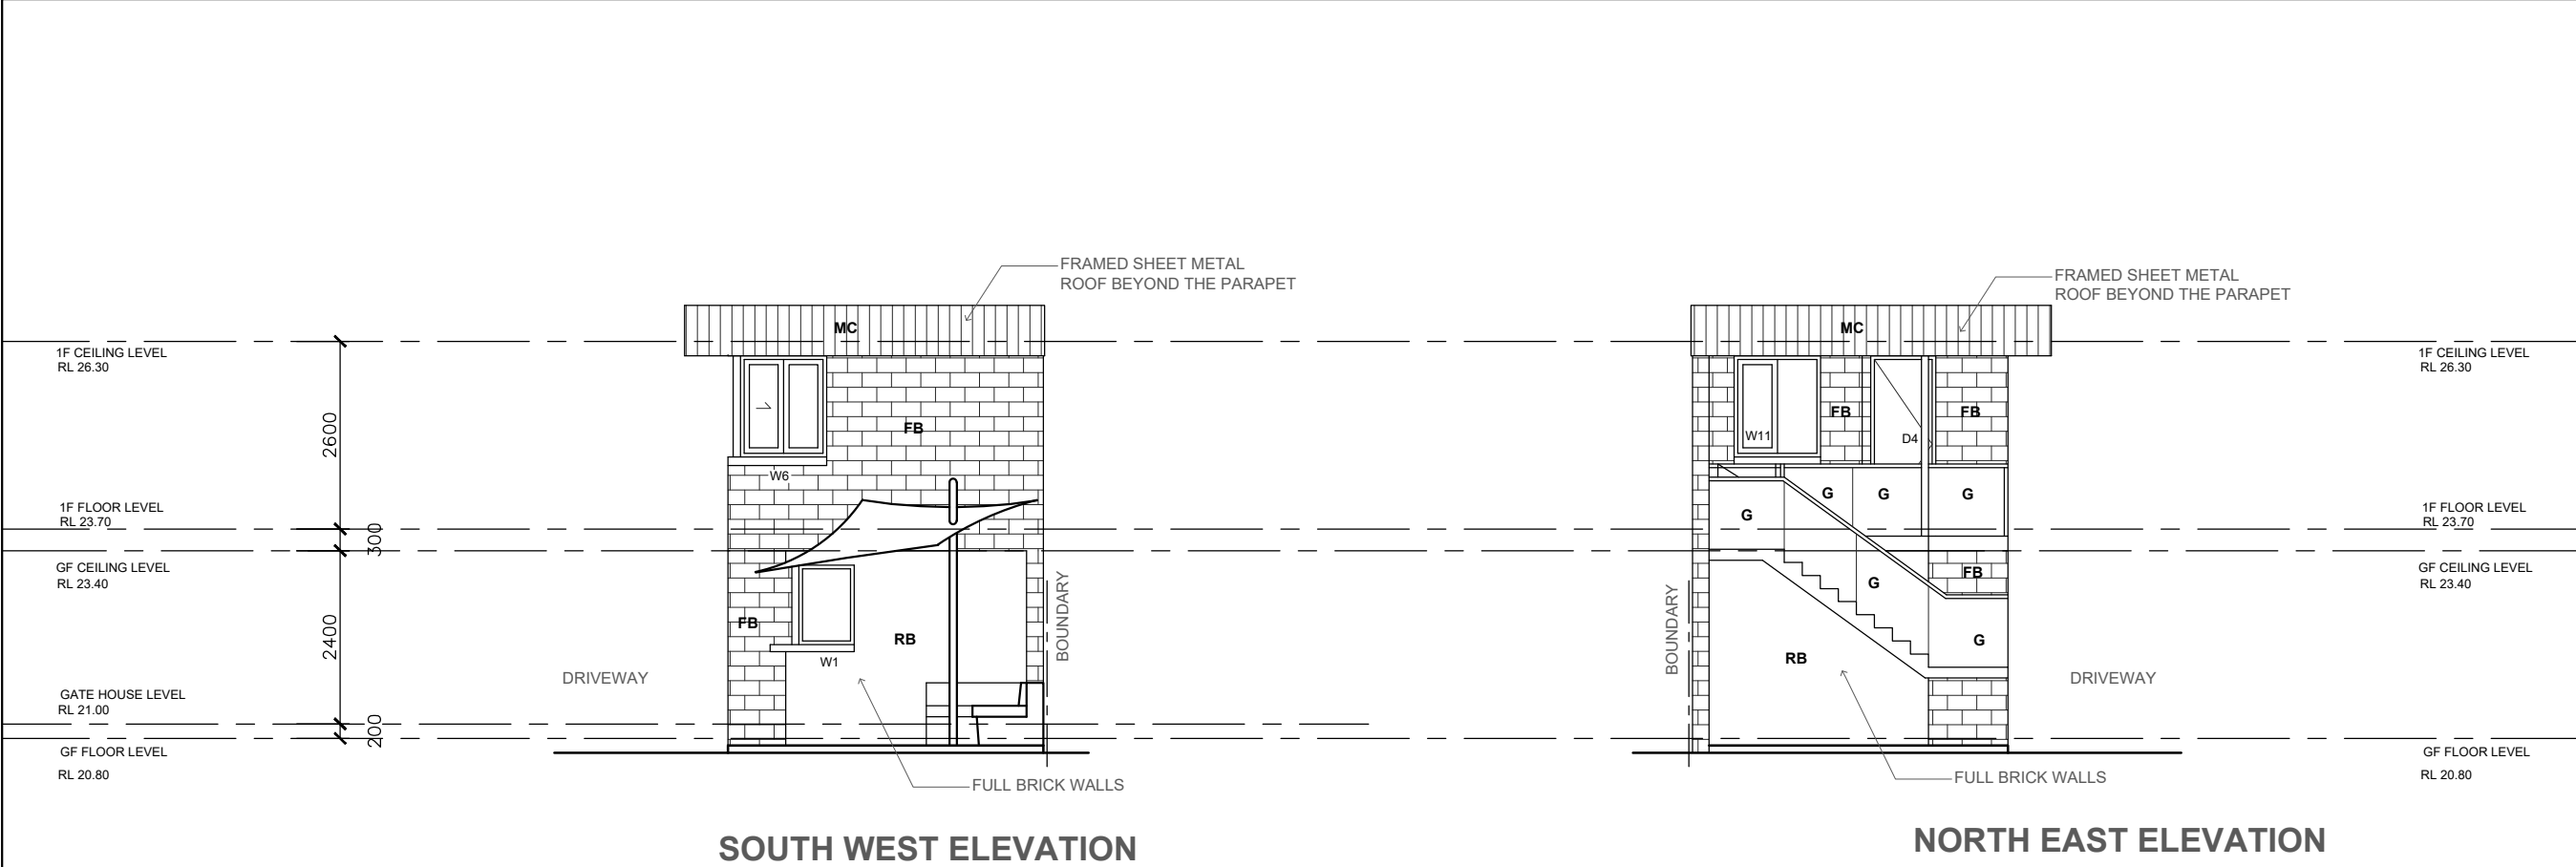 FRAMED SHEET METAL
ROOF BEYOND THE PARAPET
FRAMED SHEET METAL
ROOF BEYOND THE PARAPET
MC
MC
1F CEILING LEVEL
RL 26.30
1F CEILING LEVEL
RL 26.30
2600
FB
FB
FB
W11
D4
W6
G
G
G
G
1F FLOOR LEVEL
RL 23.70
1F FLOOR LEVEL
RL 23.70
300
GF CEILING LEVEL
RL 23.40
GF CEILING LEVEL
RL 23.40
FB
G
2400
FB
RB
BOUNDARY
BOUNDARY
G
W1
RB
DRIVEWAY
DRIVEWAY
GATE HOUSE LEVEL
RL 21.00
200
GF FLOOR LEVEL
RL 20.80
GF FLOOR LEVEL
RL 20.80
FULL BRICK WALLS
FULL BRICK WALLS
SOUTH WEST ELEVATION
NORTH EAST ELEVATION